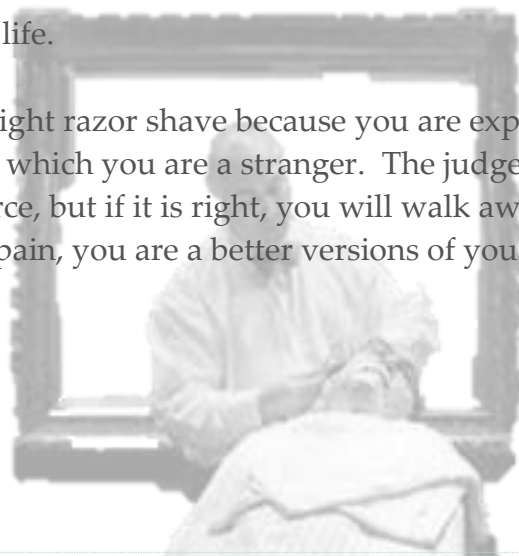 life.
ight razor shave because you are exp
which you are a stranger.  The judge
rce, but if it is right, you will walk aw
pain, you are a better versions of you